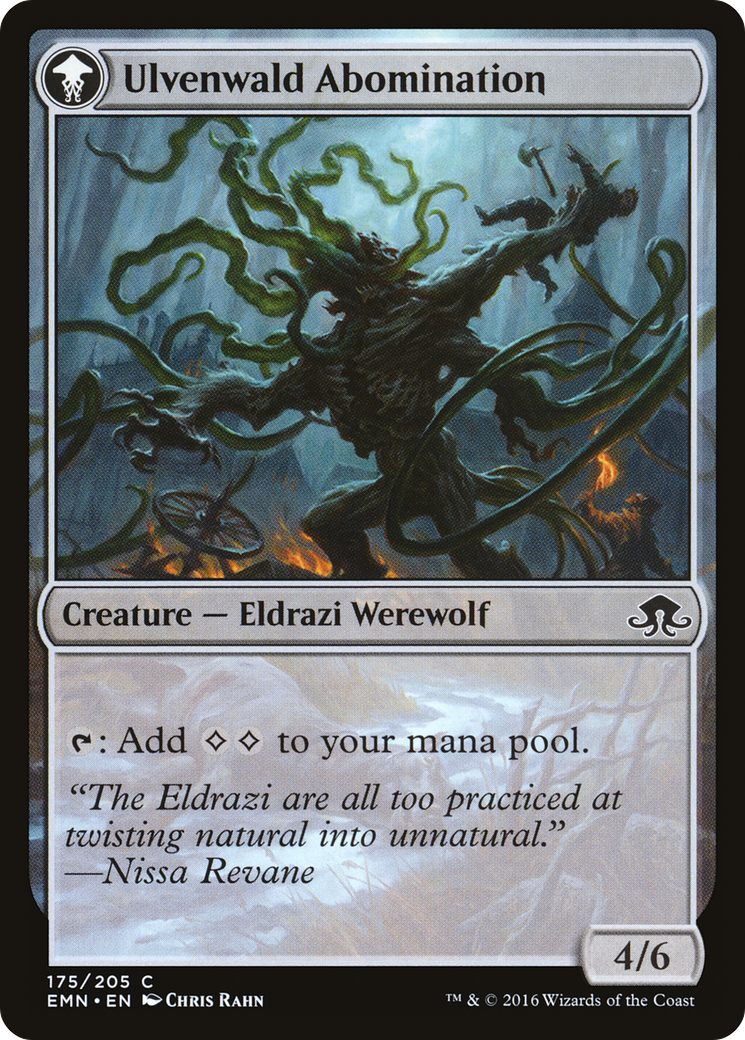 Ulvenwald Abomination
Creature — Eldrazi Werewolf
: Add to your mana pool.
“The Eldrazi are all too practiced at
twisting natural into unnatural.”
—Nissa Revane
4/6
175/205 C
EMN • EN Chris Rahn
™ & © 2016 Wizards of the Coast